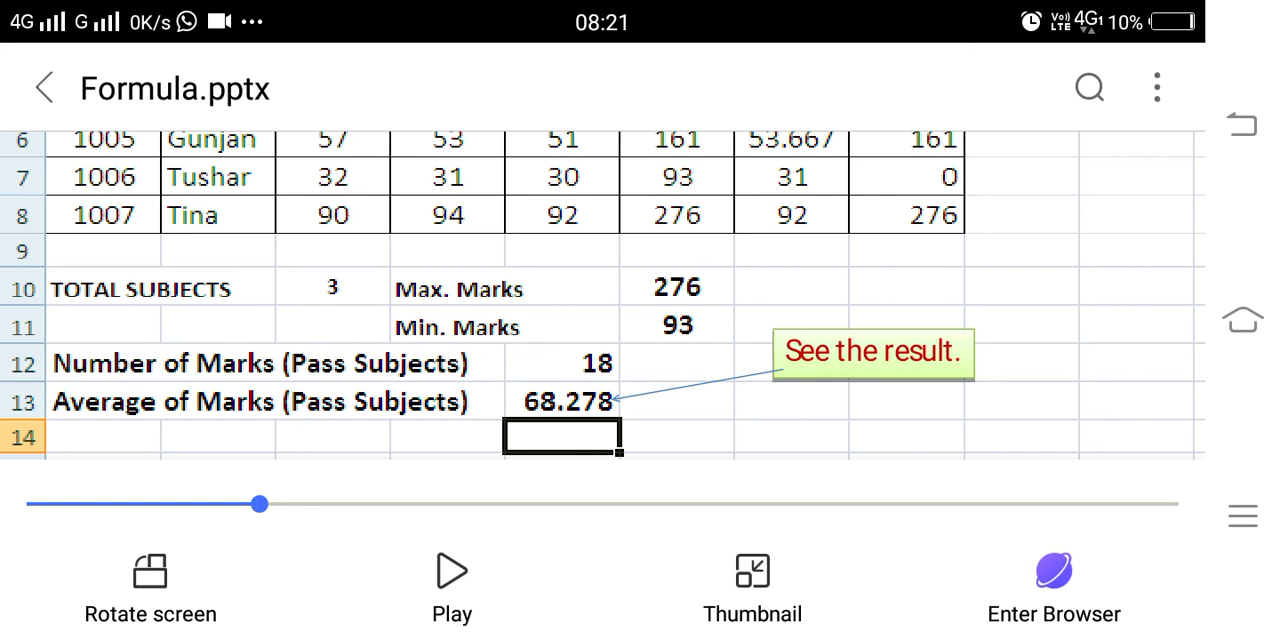 4G G 0K/s 08:21 VoI) LTE 4G1 10%
Formula.pptx
6 1005 Gunjan 57 53 51 161 53.667 161
7 1006 Tushar 32 31 30 93 31 0
8 1007 Tina 90 94 92 276 92 276
9
10 TOTAL SUBJECTS 3 Max. Marks 276
11 Min. Marks 93
See the result.
12 Number of Marks (Pass Subjects) 18
13 Average of Marks (Pass Subjects) 68.278
14
Rotate screen Play Thumbnail Enter Browser